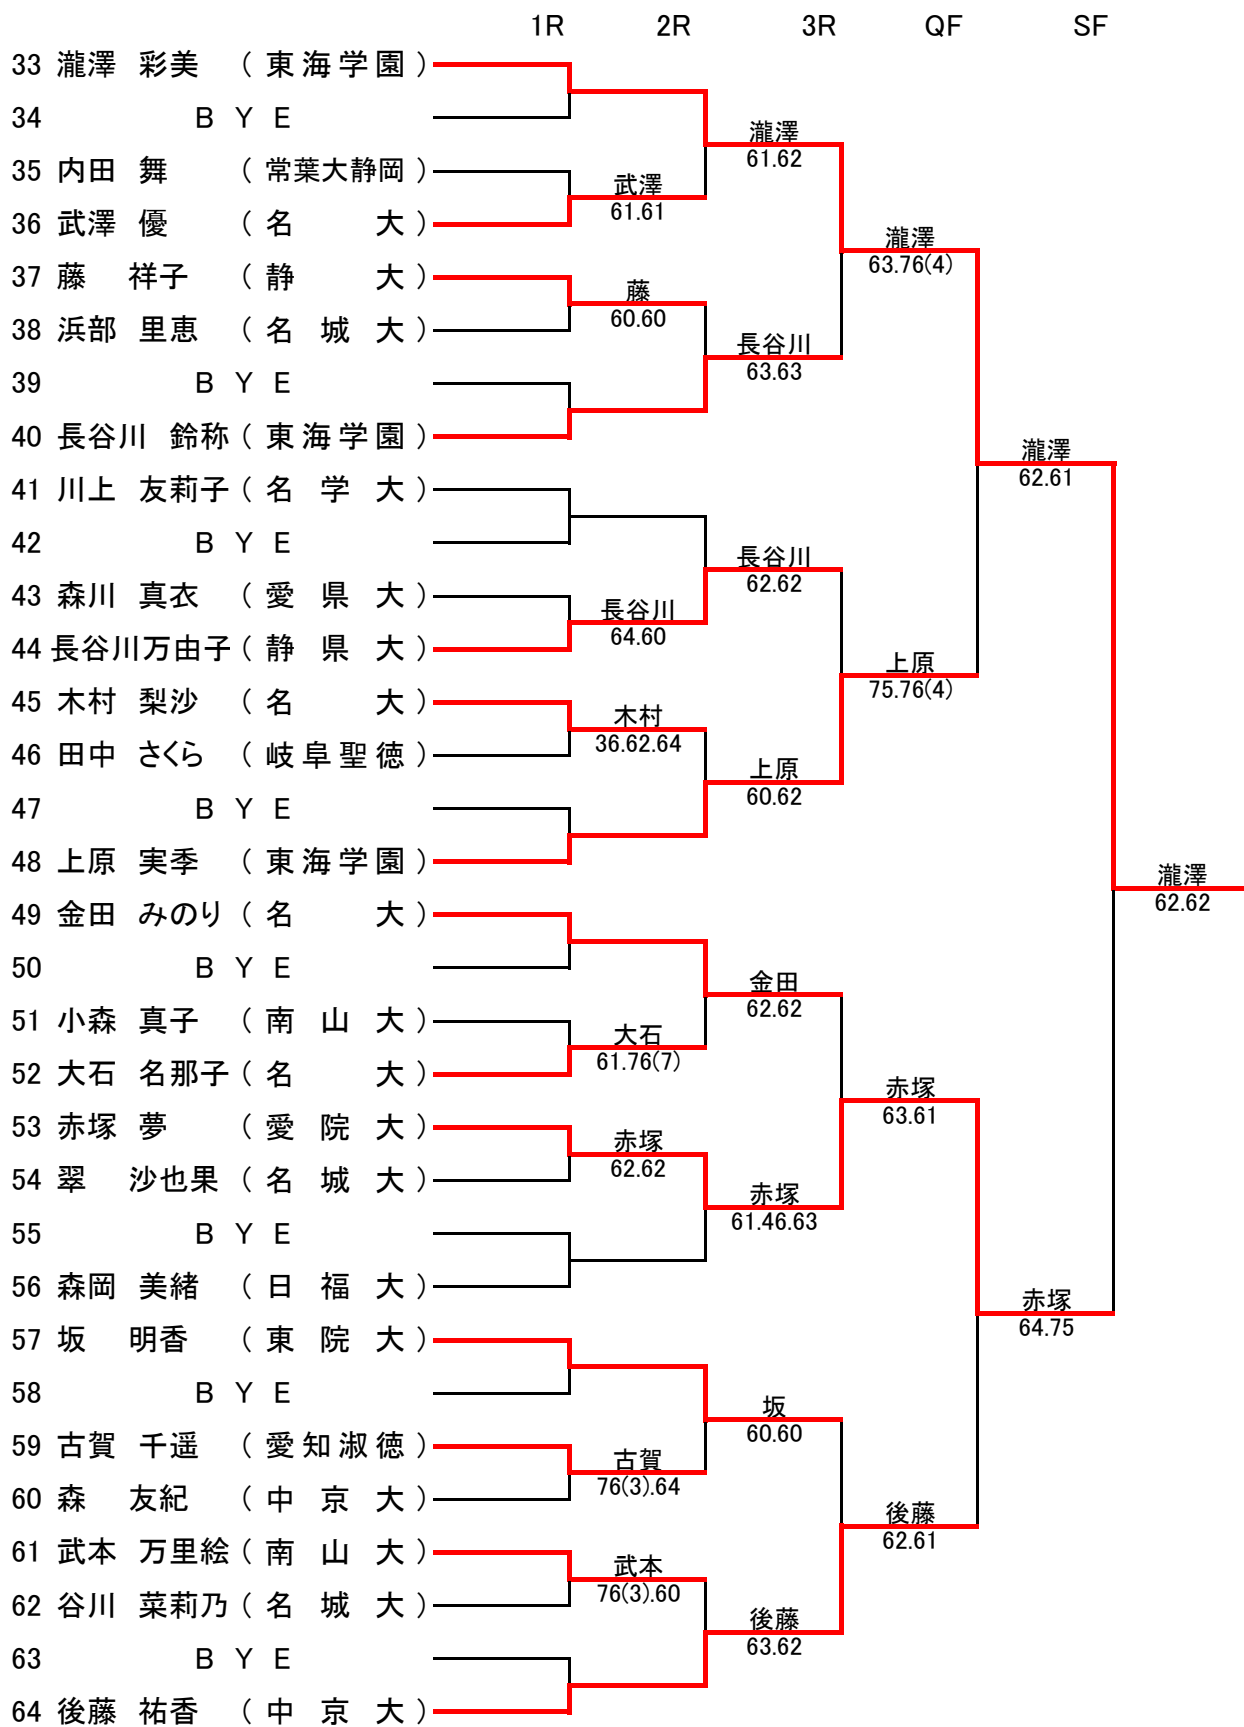 1R 2R 3R QF SF
33 瀧澤 彩美 （東海学園）
34 BYE
瀧澤
61.62
35 内田 舞 （常葉大静岡）
武澤
61.61
36 武澤 優 （名大）
瀧澤
63.76(4)
37 藤 祥子 （静大）
藤
60.60
38 浜部 里恵 （名城大）
長谷川
63.63
39 BYE
40 長谷川 鈴称 （東海学園）
瀧澤
62.61
41 川上 友莉子 （名学大）
42 BYE
長谷川
62.62
43 森川 真衣 （愛県大）
長谷川
64.60
44 長谷川万由子 （静県大）
上原
75.76(4)
45 木村 梨沙 （名大）
木村
36.62.64
46 田中 さくら （岐阜聖徳）
上原
60.62
47 BYE
48 上原 実季 （東海学園）
瀧澤
62.62
49 金田 みのり （名大）
50 BYE
金田
62.62
51 小森 真子 （南山大）
大石
61.76(7)
52 大石 名那子 （名大）
赤塚
63.61
53 赤塚 夢 （愛院大）
赤塚
62.62
54 翠 沙也果 （名城大）
赤塚
61.46.63
55 BYE
56 森岡 美緒 （日福大）
赤塚
64.75
57 坂 明香 （東院大）
58 BYE
坂
60.60
59 古賀 千遥 （愛知淑徳）
古賀
76(3).64
60 森 友紀 （中京大）
後藤
62.61
61 武本 万里絵 （南山大）
武本
76(3).60
62 谷川 菜莉乃 （名城大）
後藤
63.62
63 BYE
64 後藤 祐香 （中京大）